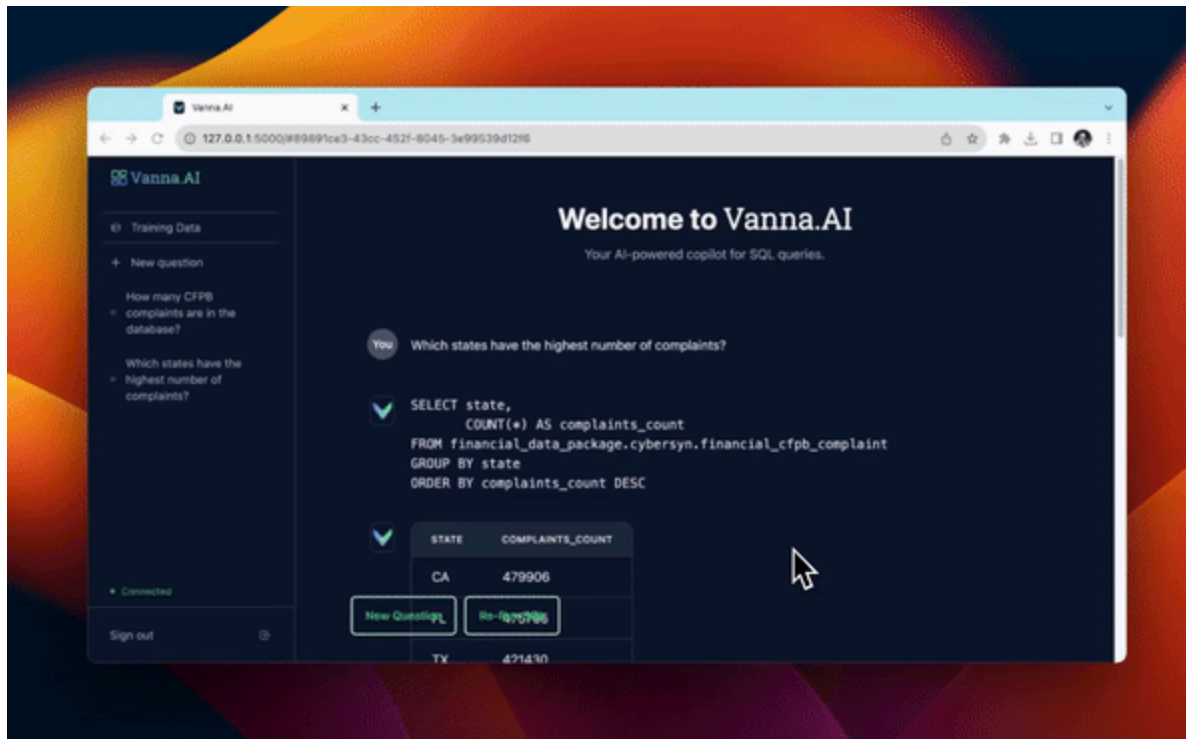 Vanna.AI
127.0.0.1:5000/#89891ce3-43cc-452f-8045-3e99539d12f6
Vanna.AI
Training Data
+ New question
How many CFPB
complaints are in the
database?
Which states have the
highest number of
complaints?
Connected
Sign out
Welcome to Vanna.AI
Your AI-powered copilot for SQL queries.
You
Which states have the highest number of complaints?
SELECT state,
COUNT(*) AS complaints_count
FROM financial_data_package.cybersyn.financial_cfpb_complaint
GROUP BY state
ORDER BY complaints_count DESC
STATE COMPLAINTS_COUNT
CA 479906
New Question
FL
TX 421430